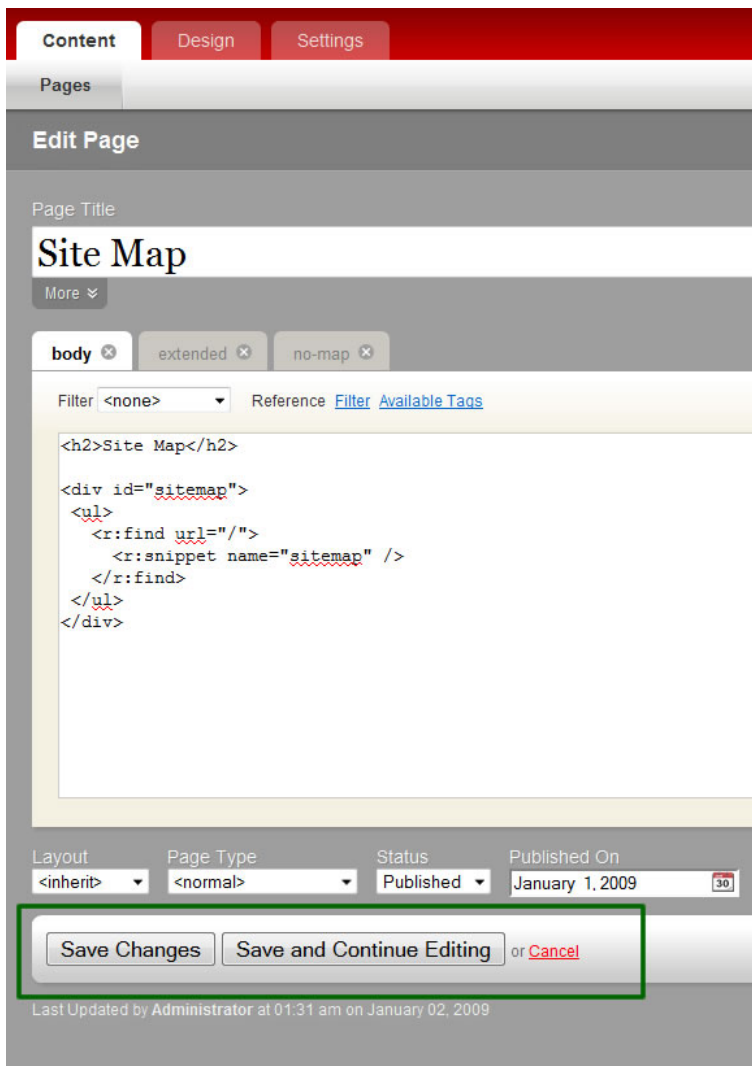 Content Design Settings
Pages
Edit Page
Page Title
Site Map
More
body extended no-map
Filter <none> Reference Filter Available Tags
<h2>Site Map</h2>
<div id="sitemap">
<ul>
<r:find url="/">
<r:snippet name="sitemap" />
</r:find>
</ul>
</div>
Layout Page Type Status Published On
<inherit> <normal> Published January 1, 2009 30
Save Changes Save and Continue Editing or Cancel
Last Updated by Administrator at 01:31 am on January 02, 2009